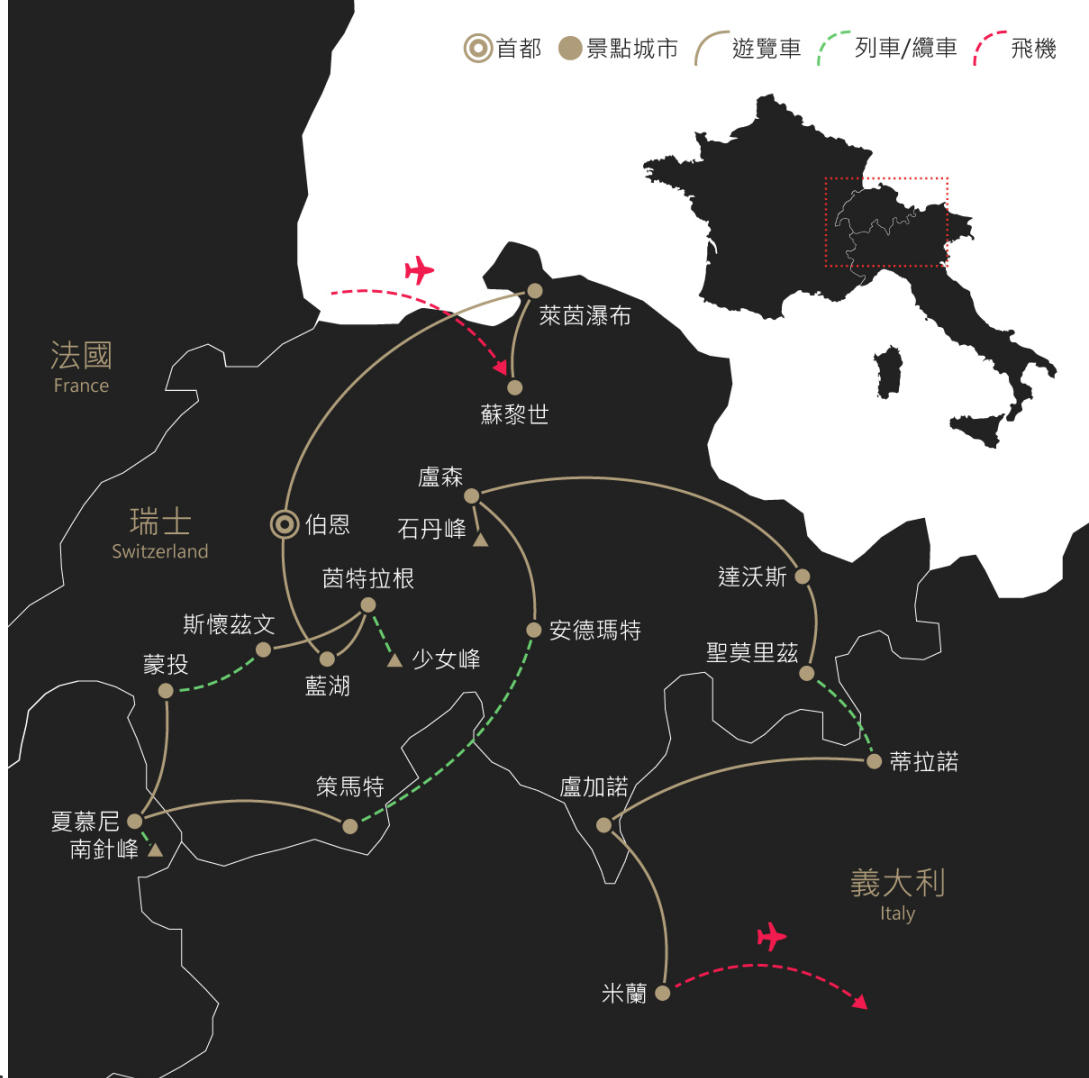 首都 景點城市 遊覽車 列車/纜車 飛機
萊茵瀑布
法國
France
蘇黎世
盧森
瑞士
Switzerland
伯恩
石丹峰
茵特拉根
達沃斯
斯懷茲文
安德瑪特
聖莫里茲
少女峰
蒙投
藍湖
蒂拉諾
策馬特
盧加諾
夏慕尼
南針峰
義大利
Italy
米蘭